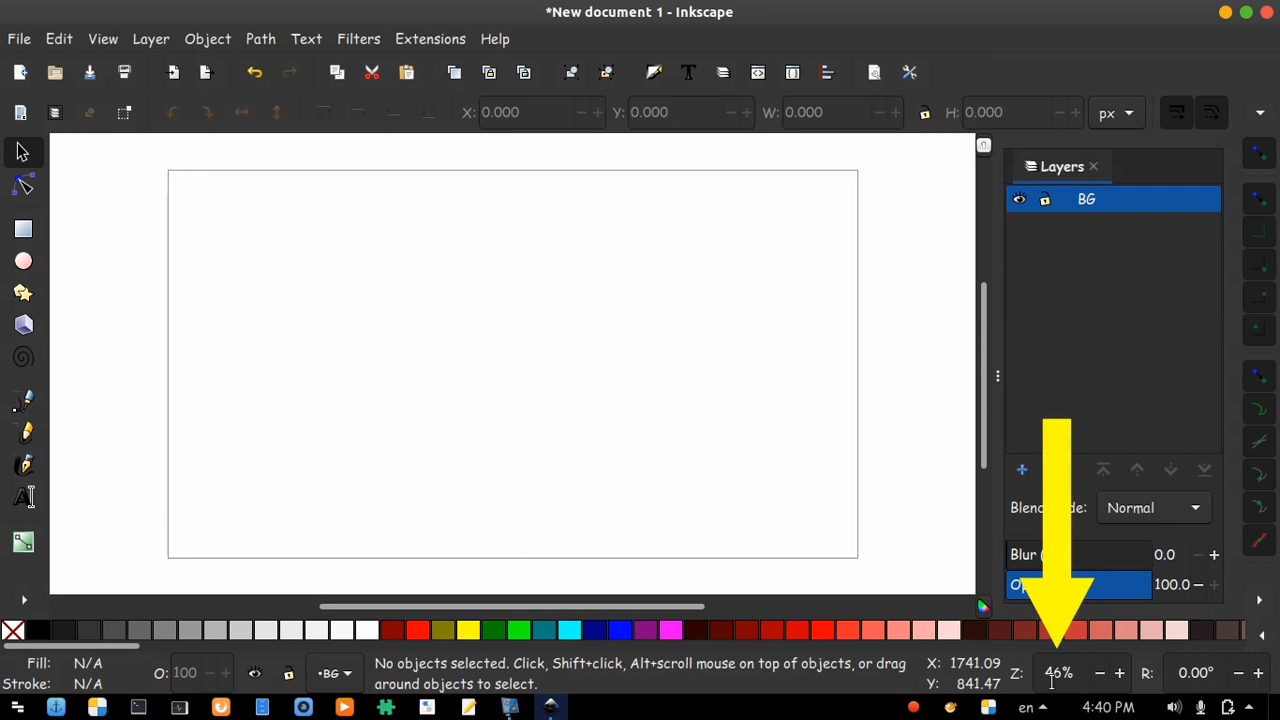 *New document 1 - Inkscape
File Edit View Layer Object Path Text Filters Extensions Help
X: 0.000 Y: 0.000 W: 0.000 H: 0.000 px
Layers
BG
Normal
Blur 0.0
100.0
Fill: N/A O: 100 BG No objects selected. Click, Shift+click, Alt+scroll mouse on top of objects, or drag X: 1741.09 Z: 46% R: 0.00°
Stroke: N/A around objects to select. Y: 841.47
en 4:40 PM